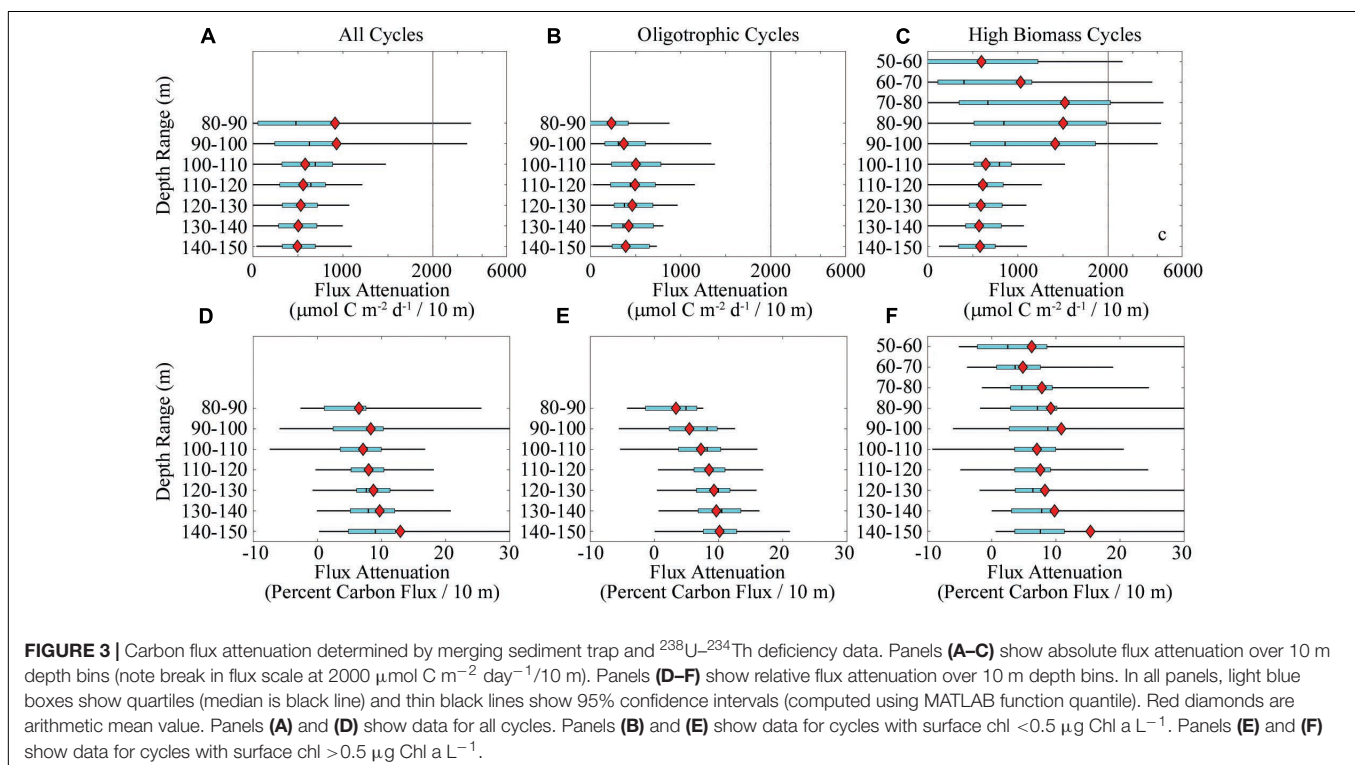 A
All Cycles
B
Oligotrophic Cycles
C
High Biomass Cycles
Depth Range (m)
80-90
90-100
100-110
110-120
120-130
130-140
140-150
0
1000
2000
6000
Flux Attenuation
(μmol C m-2 d-1 / 10 m)
80-90
90-100
100-110
110-120
120-130
130-140
140-150
0
1000
2000
6000
Flux Attenuation
(μmol C m-2 d-1 / 10 m)
50-60
60-70
70-80
80-90
90-100
100-110
110-120
120-130
130-140
140-150
c
0
1000
2000
6000
Flux Attenuation
(μmol C m-2 d-1 / 10 m)
D
E
F
Depth Range (m)
80-90
90-100
100-110
110-120
120-130
130-140
140-150
-10
0
10
20
30
Flux Attenuation
(Percent Carbon Flux / 10 m)
80-90
90-100
100-110
110-120
120-130
130-140
140-150
-10
0
10
20
30
Flux Attenuation
(Percent Carbon Flux / 10 m)
50-60
60-70
70-80
80-90
90-100
100-110
110-120
120-130
130-140
140-150
-10
0
10
20
30
Flux Attenuation
(Percent Carbon Flux / 10 m)
FIGURE 3 | Carbon flux attenuation determined by merging sediment trap and 238U–234Th deficiency data. Panels (A–C) show absolute flux attenuation over 10 m
depth bins (note break in flux scale at 2000 μmol C m−2 day−1/10 m). Panels (D–F) show relative flux attenuation over 10 m depth bins. In all panels, light blue
boxes show quartiles (median is black line) and thin black lines show 95% confidence intervals (computed using MATLAB function quantile). Red diamonds are
arithmetic mean value. Panels (A) and (D) show data for all cycles. Panels (B) and (E) show data for cycles with surface chl <0.5 μg Chl a L−1. Panels (E) and (F)
show data for cycles with surface chl >0.5 μg Chl a L−1.